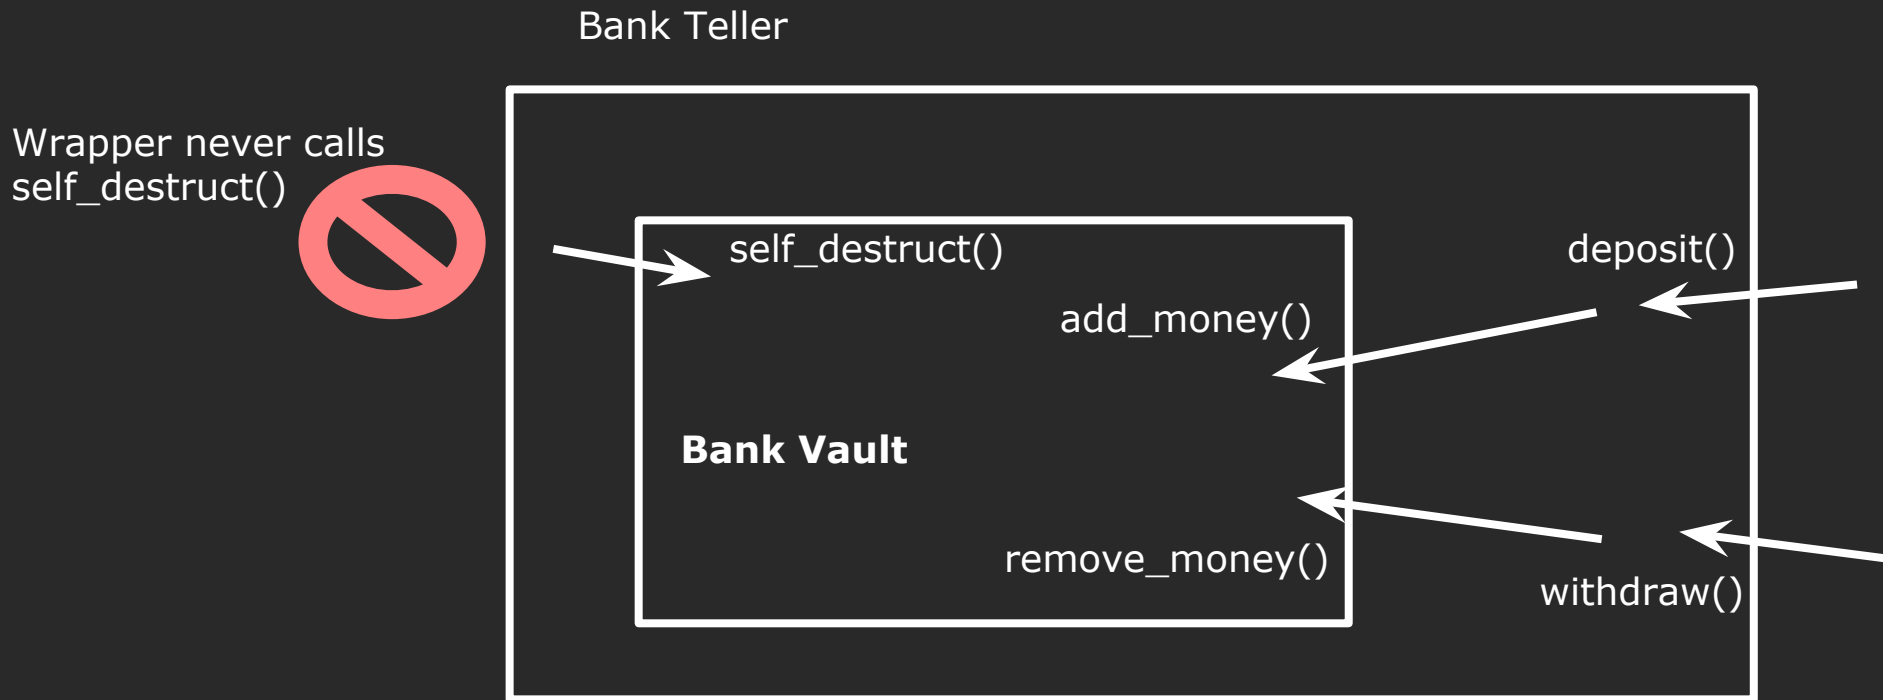 Bank Teller
Wrapper never calls
self_destruct()
self_destruct()
deposit()
add_money()
Bank Vault
remove_money()
withdraw()